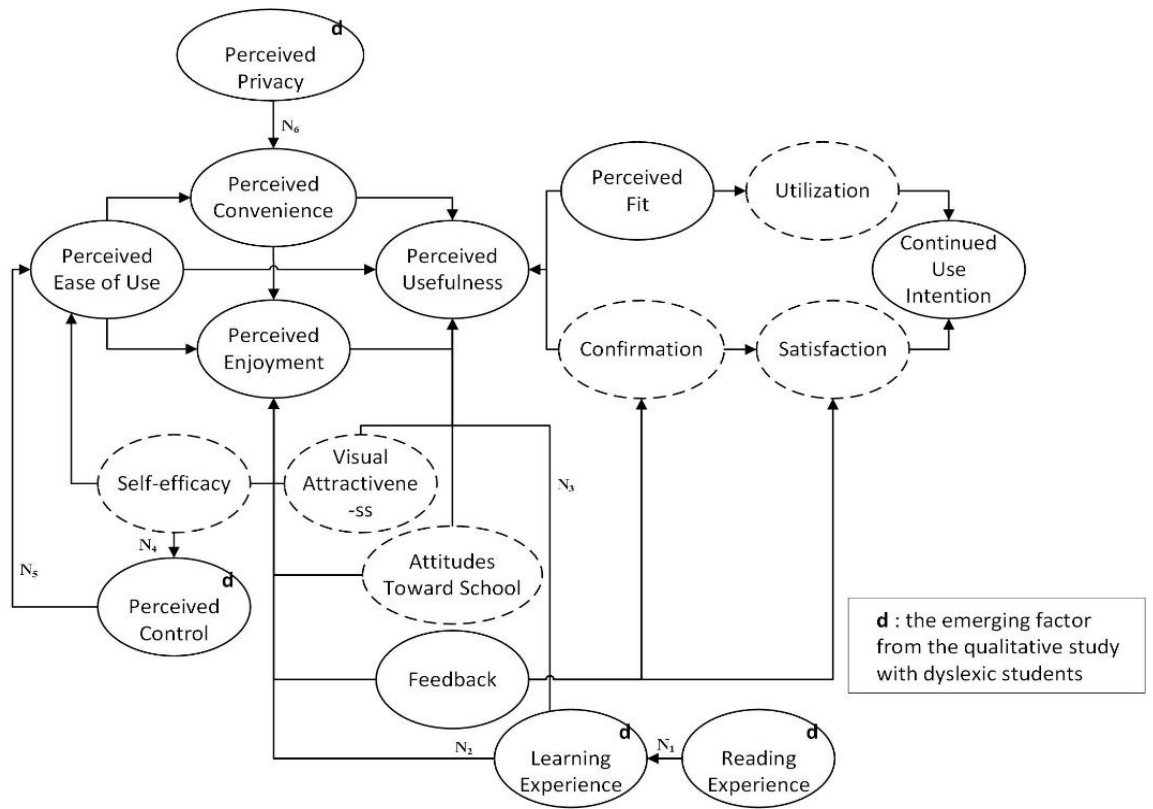 d
Perceived
Privacy
N₆
Perceived
Convenience
Perceived
Fit
Utilization
Perceived
Ease of Use
Perceived
Usefulness
Continued
Use
Intention
Perceived
Enjoyment
Confirmation
Satisfaction
Self-efficacy
Visual
Attractivene
-ss
N₃
N₄
N₅
Attitudes
Toward School
d
Perceived
Control
d : the emerging factor
from the qualitative study
with dyslexic students
Feedback
N₂
d
Learning
Experience
N₁
d
Reading
Experience